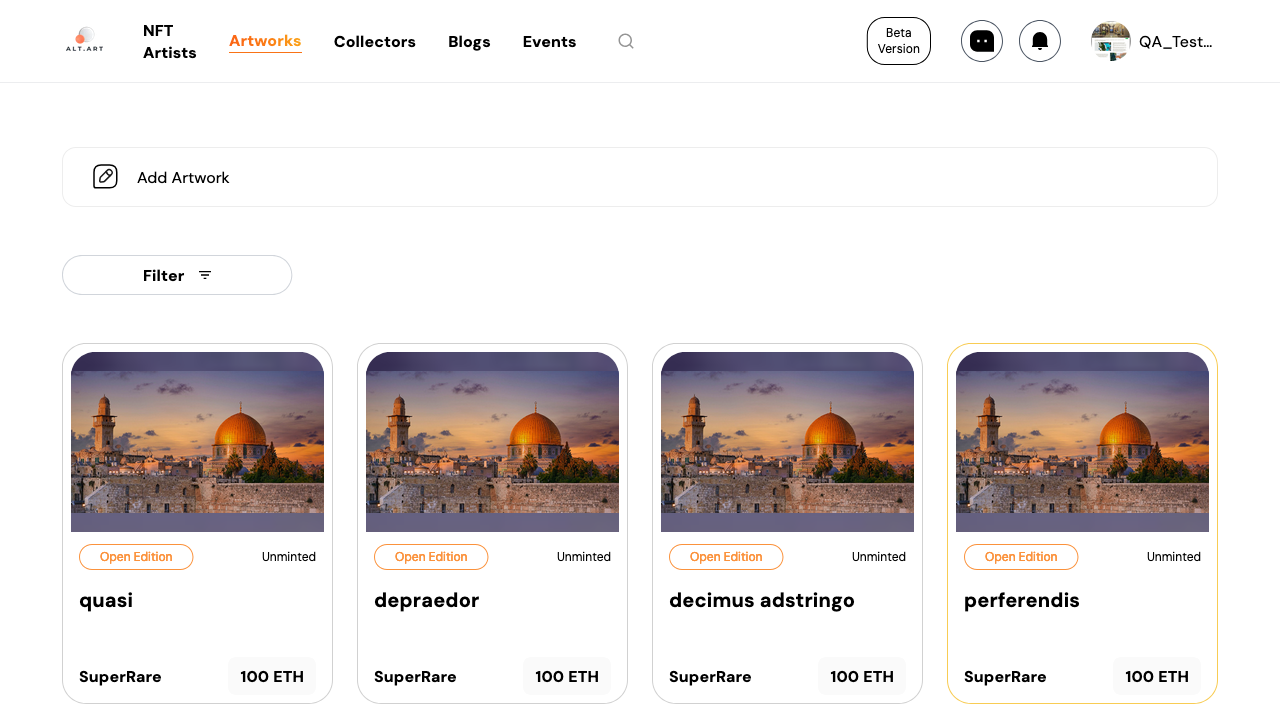 ALT.ART
NFT
Artists
Artworks
Collectors
Blogs
Events
Beta
Version
QA_Test...
Add Artwork
Filter
Open Edition
Unminted
quasi
SuperRare
100 ETH
Open Edition
Unminted
depraedor
SuperRare
100 ETH
Open Edition
Unminted
decimus adstringo
SuperRare
100 ETH
Open Edition
Unminted
perferendis
SuperRare
100 ETH